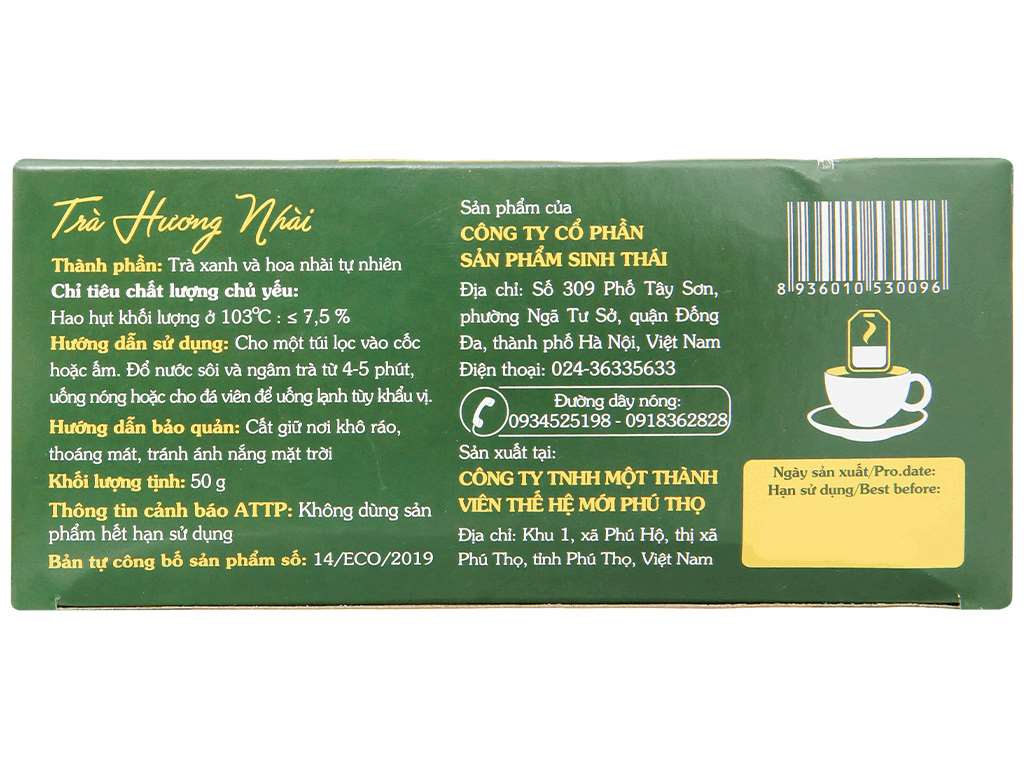 Trà Hương Nhài
Thành phần: Trà xanh và hoa nhài tự nhiên
Chỉ tiêu chất lượng chủ yếu:
Hao hụt khối lượng ở 103°C : ≤ 7,5 %
Hướng dẫn sử dụng: Cho một túi lọc vào cốc
hoặc ấm. Đổ nước sôi và ngâm trà từ 4-5 phút,
uống nóng hoặc cho đá viên để uống lạnh tùy khẩu vị.
Hướng dẫn bảo quản: Cất giữ nơi khô ráo,
thoáng mát, tránh ánh nắng mặt trời
Khối lượng tịnh: 50 g
Thông tin cảnh báo ATTP: Không dùng sản
phẩm hết hạn sử dụng
Bản tự công bố sản phẩm số: 14/ECO/2019
Sản phẩm của
CÔNG TY CỔ PHẦN
SẢN PHẨM SINH THÁI
Địa chỉ: Số 309 Phố Tây Sơn,
phường Ngã Tư Sở, quận Đống
Đa, thành phố Hà Nội, Việt Nam
Điện thoại: 024-36335633
Đường dây nóng:
0934525198 - 0918362828
Sản xuất tại:
CÔNG TY TNHH MỘT THÀNH
VIÊN THẾ HỆ MỚI PHÚ THỌ
Địa chỉ: Khu 1, xã Phú Hộ, thị xã
Phú Thọ, tỉnh Phú Thọ, Việt Nam
8 936010 530096
Ngày sản xuất/Pro.date:
Hạn sử dụng/Best before: